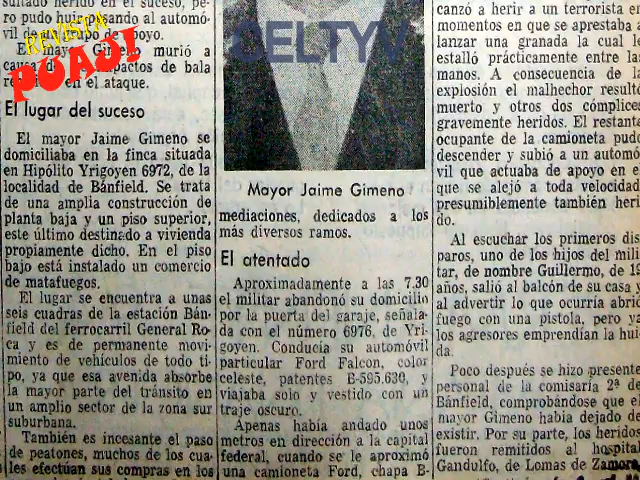 REVISTA
PUAJ!
CELTYV
sultado herido en el suceso, pe-
ro pudo huir
al automó-
vil de
apoyo.
El mayor Gimeno murió a
causa de
impactos de bala
en el ataque.
El lugar del suceso
El mayor Jaime Gimeno se
domiciliaba en la finca situada
en Hipólito Yrigoyen 6972, de la
localidad de Bánfield. Se trata
de una amplia construcción de
planta baja y un piso superior,
este último destinado a vivienda
propiamente dicho. En el piso
bajo está instalado un comercio
de matafuegos.
El lugar se encuentra a unas
seis cuadras de la estación Bán-
field del ferrocarril General Ro-
ca y es de permanente movi-
miento de vehículos de todo ti-
po, ya que esa avenida absorbe
la mayor parte del tránsito en
un amplio sector de la zona sur
suburbana.
También es incesante el paso
de peatones, muchos de los cua-
les efectúan sus compras en los
Mayor Jaime Gimeno
mediaciones, dedicados a los
más diversos ramos.
El atentado
Aproximadamente a las 7.30
el militar abandonó su domicilio
por la puerta del garaje, señala-
da con el número 6976, de Yri-
goyen. Conducía su automóvil
particular Ford Falcon, color
celeste, patentes B-595.630, y
viajaba solo y vestido con un
traje oscuro.
Apenas había andado unos
metros en dirección a la capital
federal, cuando se le aproximó
una camioneta Ford, chapa B-
canzó a herir a un terrorista en
momentos en que se aprestaba a
lanzar una granada la cual le
estalló prácticamente entre las
manos. A consecuencia de la
explosión el malhechor resultó
muerto y otros dos cómplices
gravemente heridos. El restante
ocupante de la camioneta pudo
descender y subió a un automó-
vil que actuaba de apoyo en el
que se alejó a toda velocidad,
presumiblemente también heri-
do.
Al escuchar los primeros dis-
paros, uno de los hijos del mili-
tar, de nombre Guillermo, de
años, salió al balcón de su casa y
al advertir lo que ocurría abrió
fuego con una pistola, pero ya
los agresores emprendían la hui-
da.
Poco después se hizo presente
personal de la comisaría 2ª de
Bánfield, comprobándose que el
mayor Gimeno había dejado de
existir. Por su parte, los heridos
fueron remitidos al hospital
Gandulfo, de Lomas de Zamora,